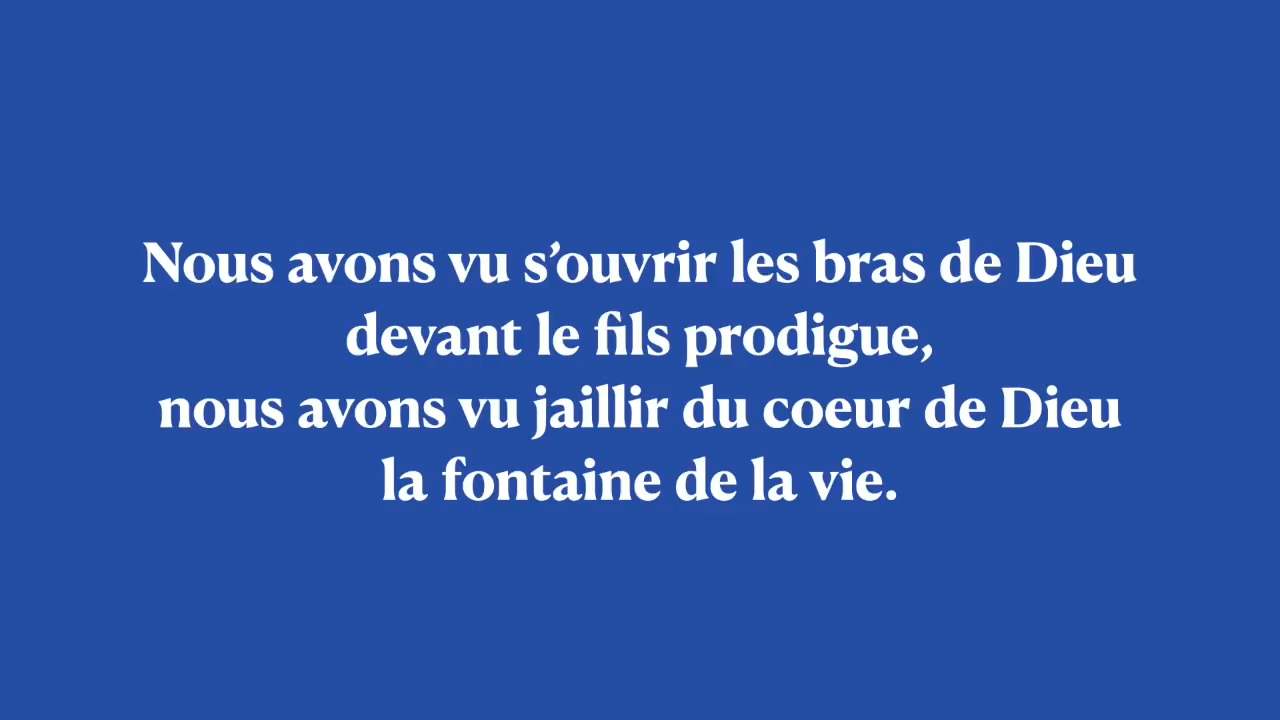 Nous avons vu s’ouvrir les bras de Dieu
devant le fils prodigue,
nous avons vu jaillir du coeur de Dieu
la fontaine de la vie.